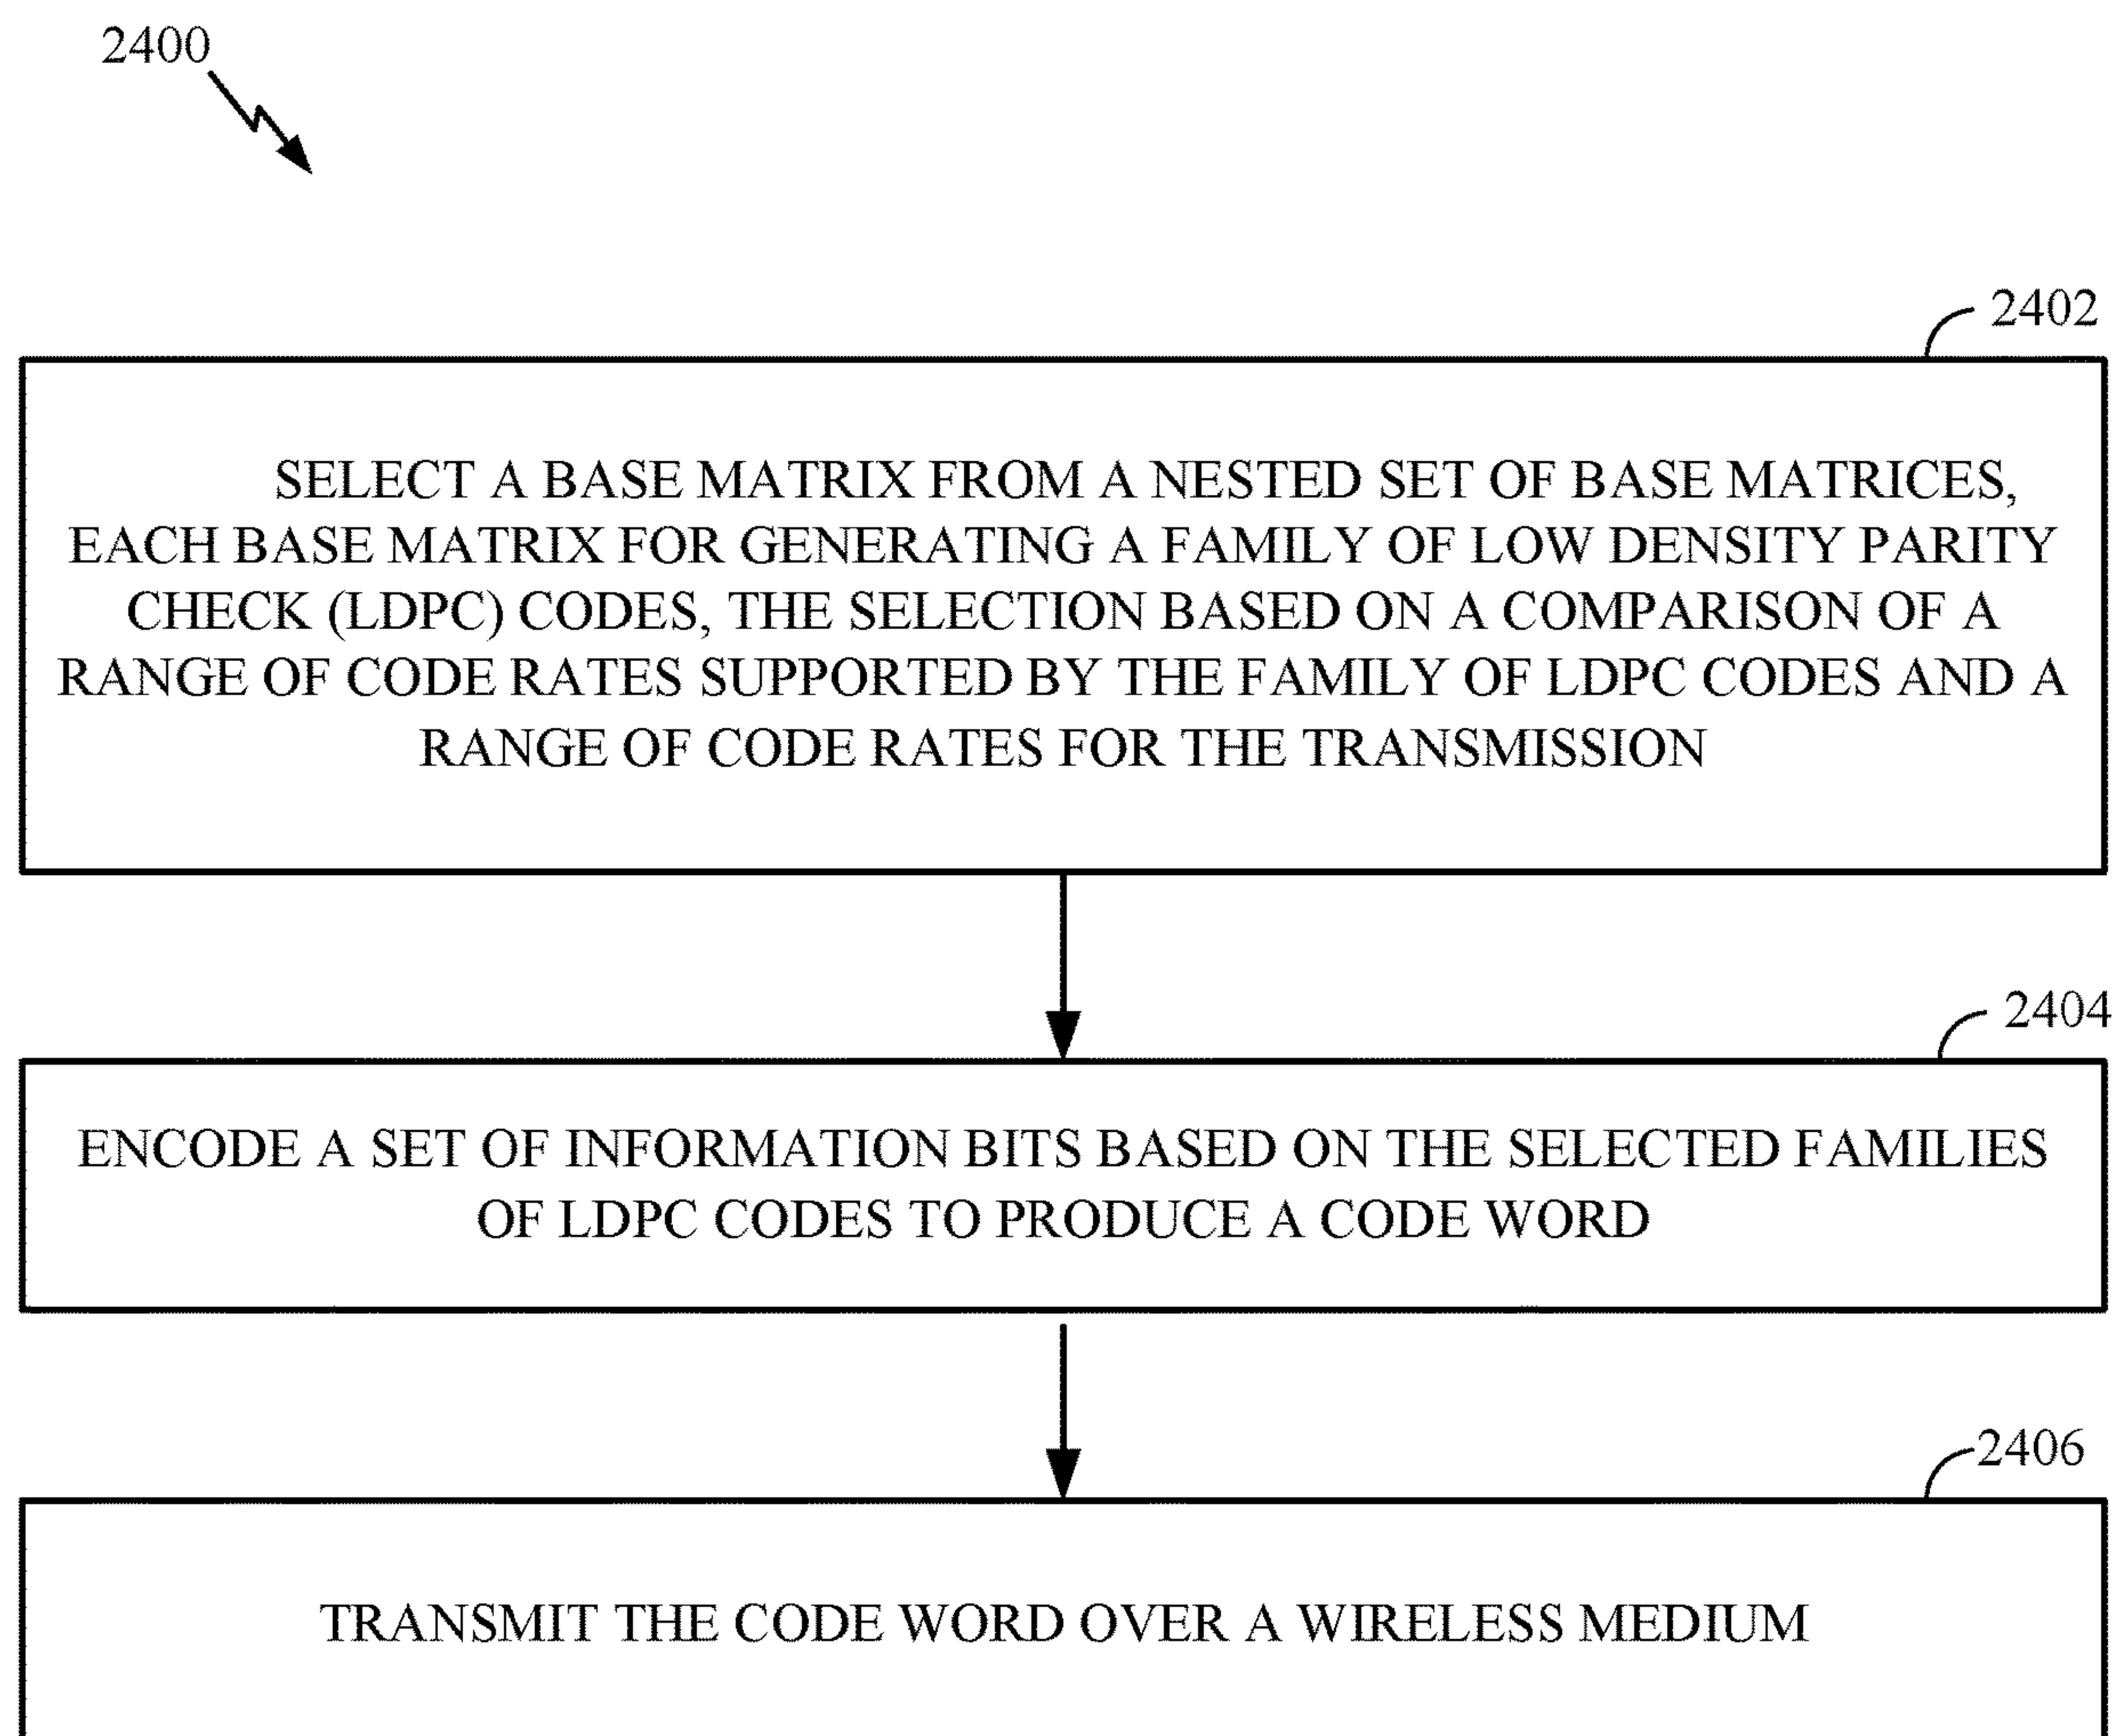 2400
2402
SELECT A BASE MATRIX FROM A NESTED SET OF BASE MATRICES,
EACH BASE MATRIX FOR GENERATING A FAMILY OF LOW DENSITY PARITY
CHECK (LDPC) CODES, THE SELECTION BASED ON A COMPARISON OF A
RANGE OF CODE RATES SUPPORTED BY THE FAMILY OF LDPC CODES AND A
RANGE OF CODE RATES FOR THE TRANSMISSION
2404
ENCODE A SET OF INFORMATION BITS BASED ON THE SELECTED FAMILIES
OF LDPC CODES TO PRODUCE A CODE WORD
2406
TRANSMIT THE CODE WORD OVER A WIRELESS MEDIUM